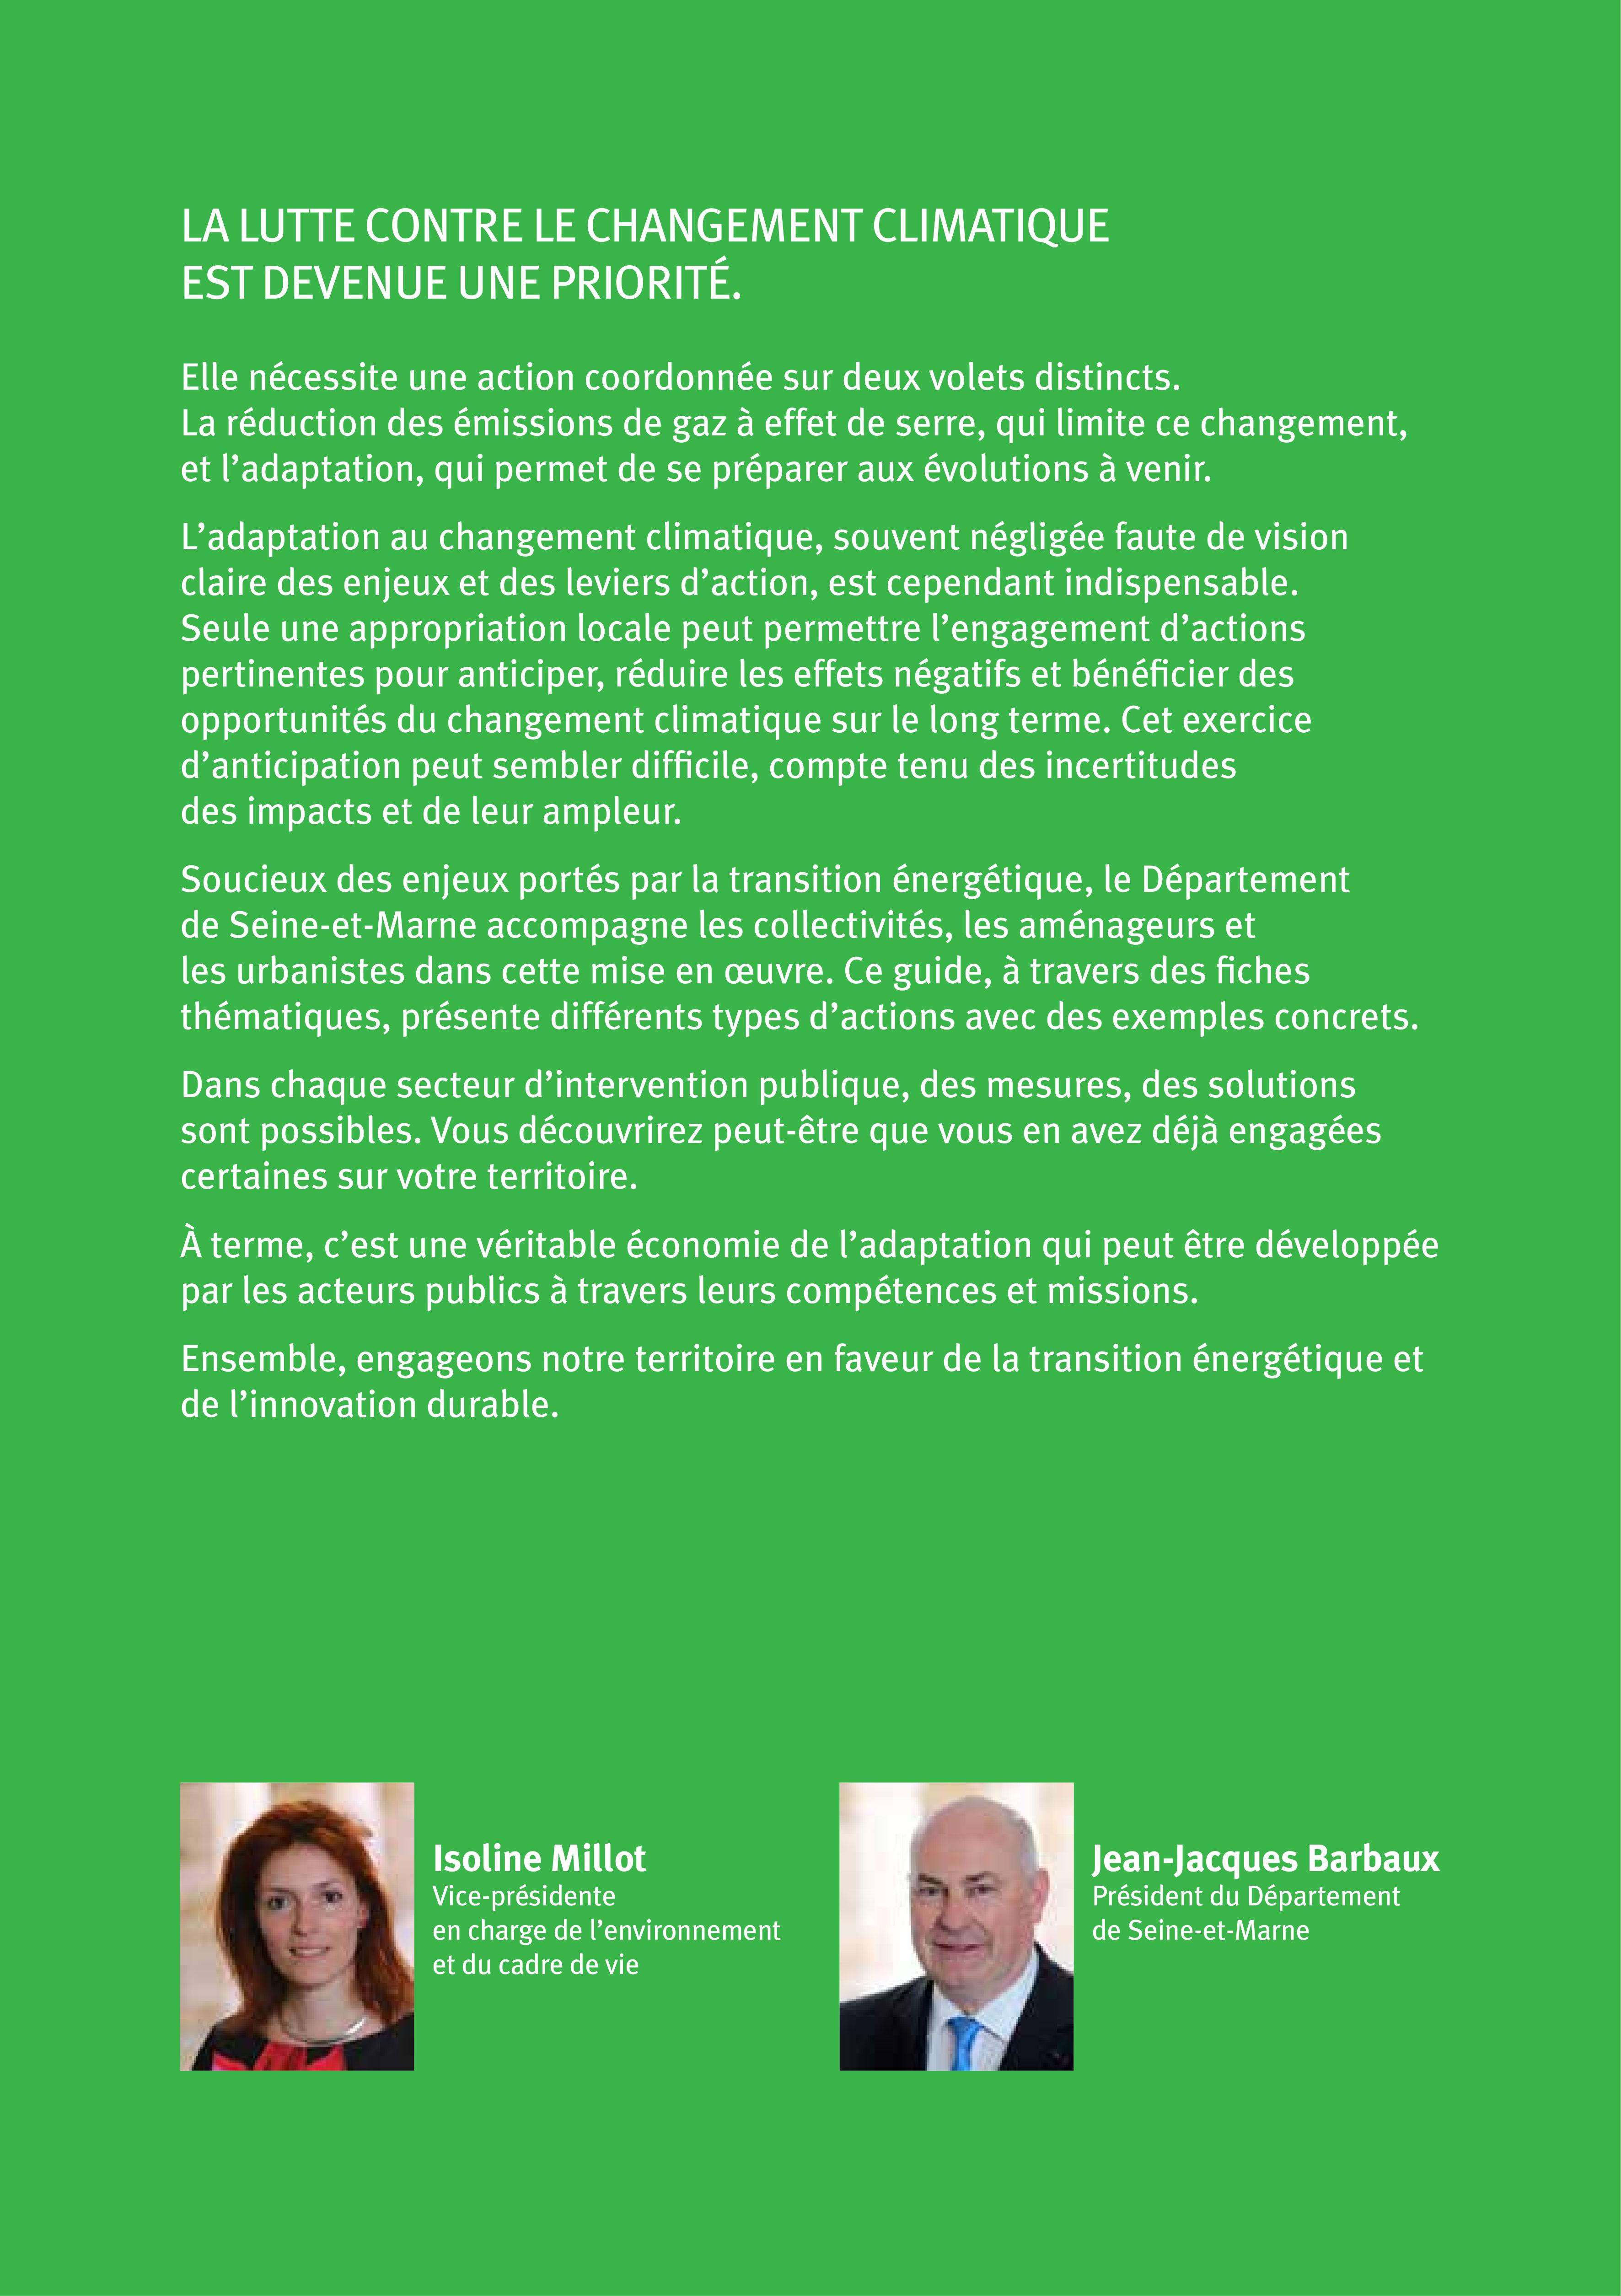 LA LUTTE CONTRE LE CHANGEMENT CLIMATIQUE
EST DEVENUE UNE PRIORITÉ.
Elle nécessite une action coordonnée sur deux volets distincts.
La réduction des émissions de gaz à effet de serre, qui limite ce changement,
et l’adaptation, qui permet de se préparer aux évolutions à venir.
L’adaptation au changement climatique, souvent négligée faute de vision
claire des enjeux et des leviers d’action, est cependant indispensable.
Seule une appropriation locale peut permettre l’engagement d’actions
pertinentes pour anticiper, réduire les effets négatifs et bénéficier des
opportunités du changement climatique sur le long terme. Cet exercice
d’anticipation peut sembler difficile, compte tenu des incertitudes
des impacts et de leur ampleur.
Soucieux des enjeux portés par la transition énergétique, le Département
de Seine-et-Marne accompagne les collectivités, les aménageurs et
les urbanistes dans cette mise en œuvre. Ce guide, à travers des fiches
thématiques, présente différents types d’actions avec des exemples concrets.
Dans chaque secteur d’intervention publique, des mesures, des solutions
sont possibles. Vous découvrirez peut-être que vous en avez déjà engagées
certaines sur votre territoire.
À terme, c’est une véritable économie de l’adaptation qui peut être développée
par les acteurs publics à travers leurs compétences et missions.
Ensemble, engageons notre territoire en faveur de la transition énergétique et
de l’innovation durable.
Isoline Millot
Vice-présidente
en charge de l’environnement
et du cadre de vie
Jean-Jacques Barbaux
Président du Département
de Seine-et-Marne